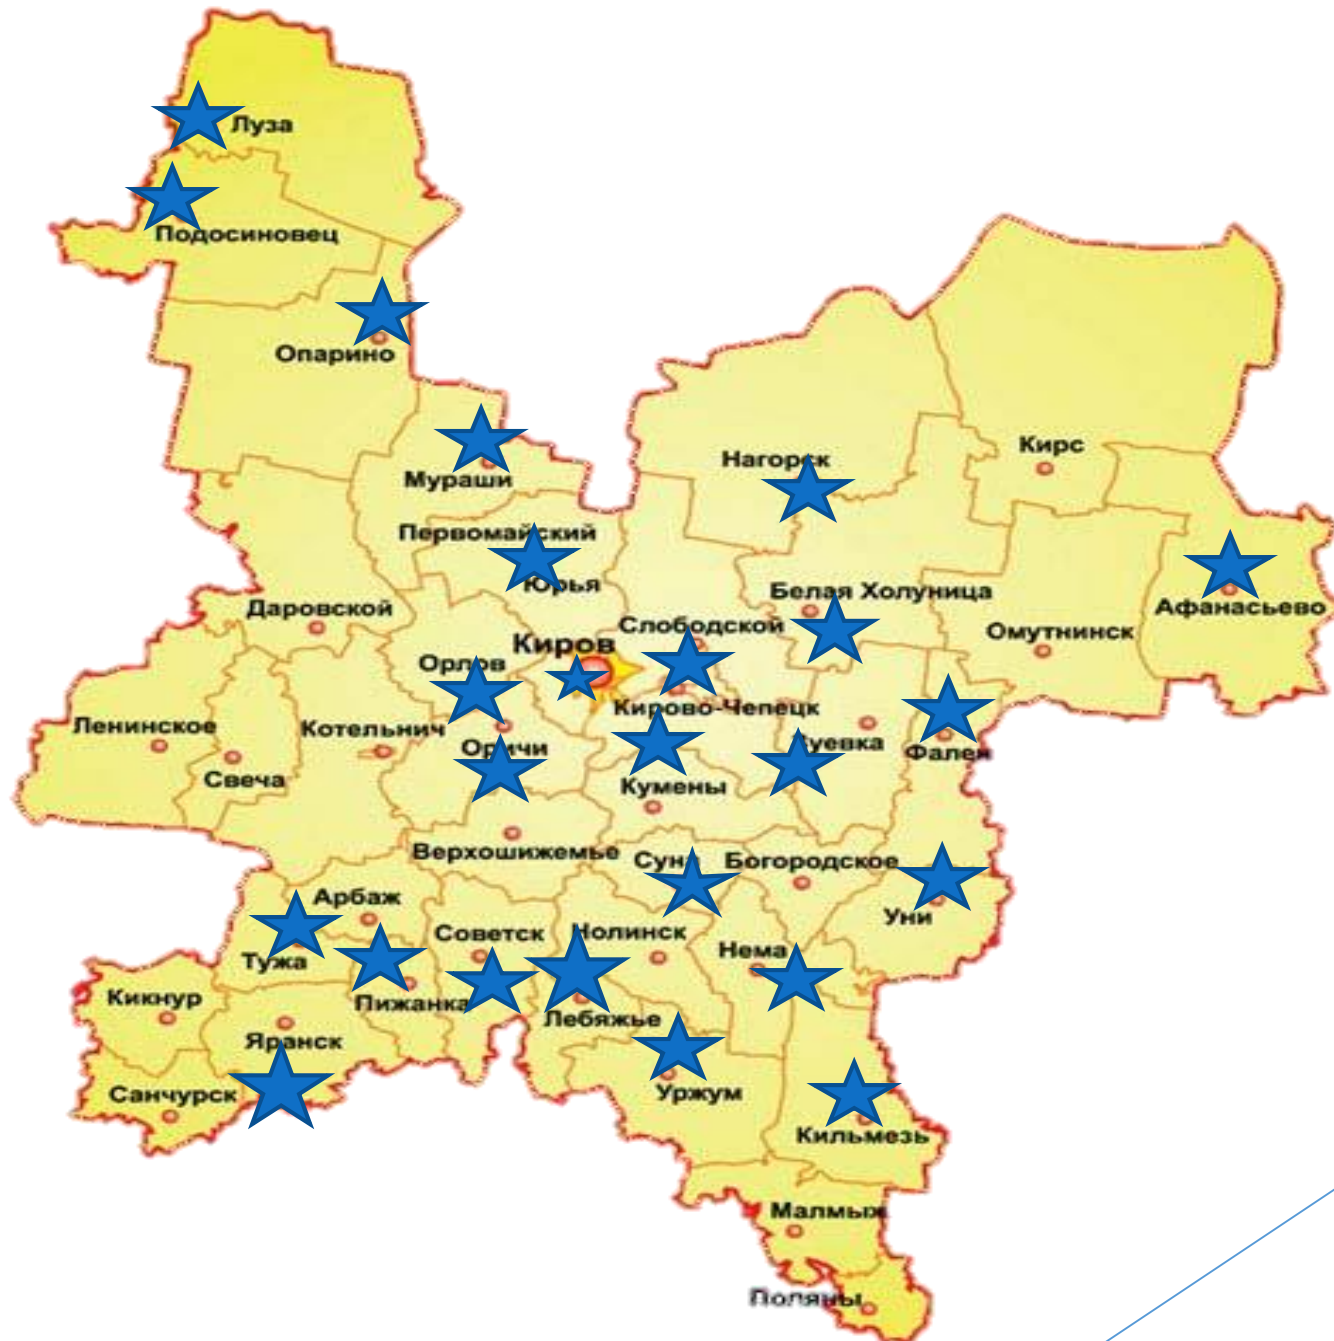 Луза
Подосиновец
Опарино
Мураши
Нагорск
Кирс
Первомайский
Юрья
Даровской
Белая Холуница
Афанасьево
Слободской
Омутнинск
Киров
Орлов
Кирово-Чепецк
Ленинское
Котельнич
Оричи
Зуевка
Фаленки
Свеча
Кумены
Верхошижемье
Суна
Богородское
Арбаж
Уни
Советск
Нолинск
Нема
Тужа
Кикнур
Пижанка
Лебяжье
Яранск
Санчурск
Уржум
Кильмезь
Малмыж
Поляны